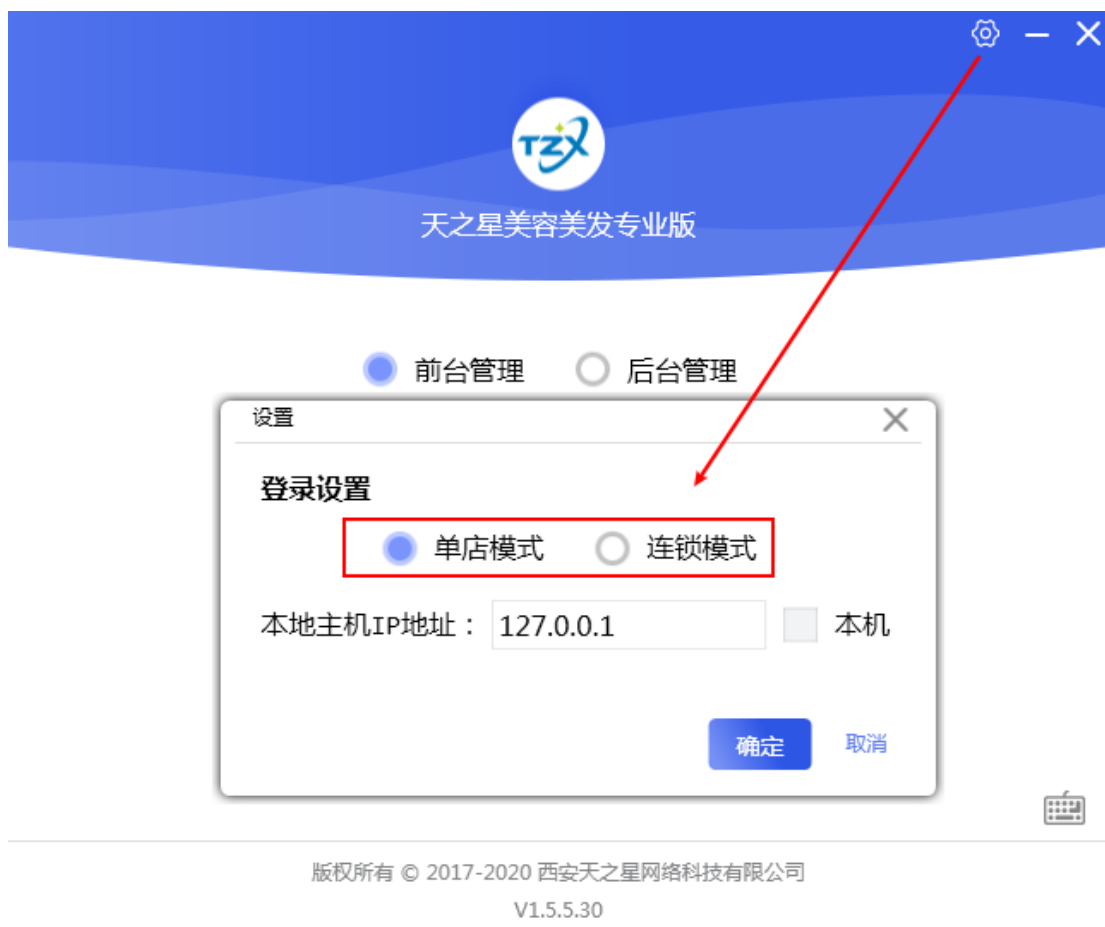 TZX
天之星美容美发专业版
前台管理 后台管理
设置
登录设置
单店模式 连锁模式
本地主机IP地址： 127.0.0.1 本机
确定 取消
版权所有 © 2017-2020 西安天之星网络科技有限公司
V1.5.5.30